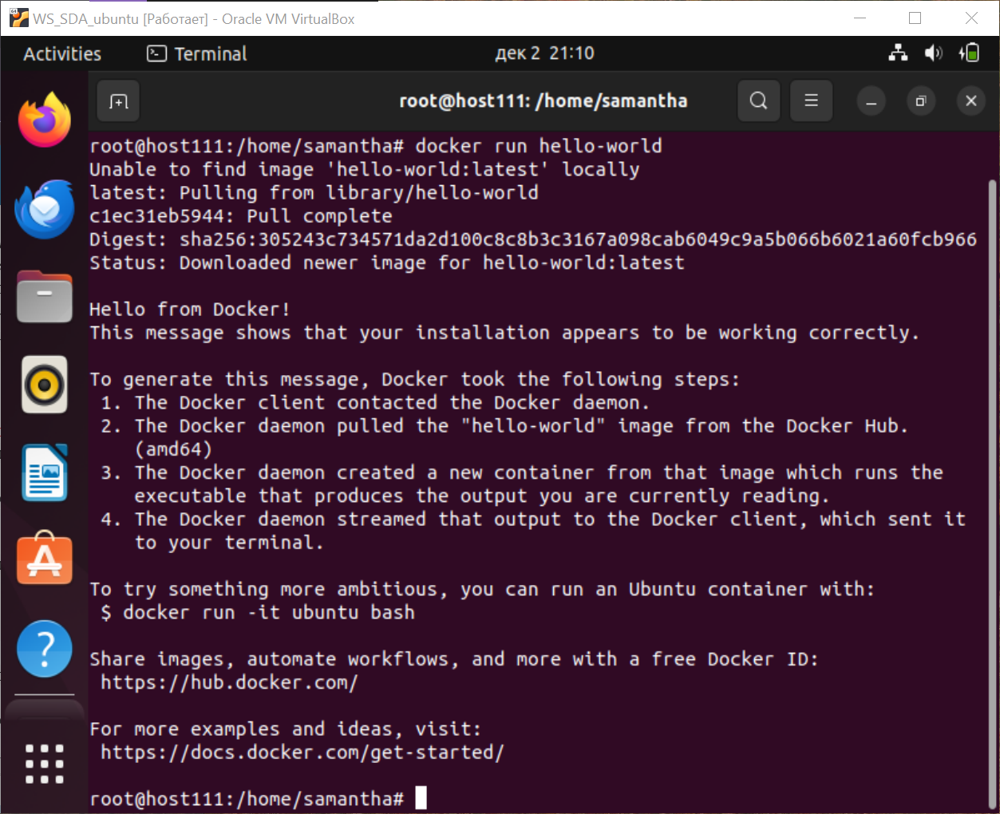 WS_SDA_ubuntu [Работает] - Oracle VM VirtualBox
Activities Terminal дек 2 21:10
root@host111: /home/samantha
root@host111:/home/samantha# docker run hello-world
Unable to find image 'hello-world:latest' locally
latest: Pulling from library/hello-world
c1ec31eb5944: Pull complete
Digest: sha256:305243c734571da2d100c8c8b3c3167a098cab6049c9a5b066b6021a60fcb966
Status: Downloaded newer image for hello-world:latest
Hello from Docker!
This message shows that your installation appears to be working correctly.
To generate this message, Docker took the following steps:
1. The Docker client contacted the Docker daemon.
2. The Docker daemon pulled the "hello-world" image from the Docker Hub.
(amd64)
3. The Docker daemon created a new container from that image which runs the
executable that produces the output you are currently reading.
4. The Docker daemon streamed that output to the Docker client, which sent it
to your terminal.
To try something more ambitious, you can run an Ubuntu container with:
$ docker run -it ubuntu bash
Share images, automate workflows, and more with a free Docker ID:
https://hub.docker.com/
For more examples and ideas, visit:
https://docs.docker.com/get-started/
root@host111:/home/samantha#